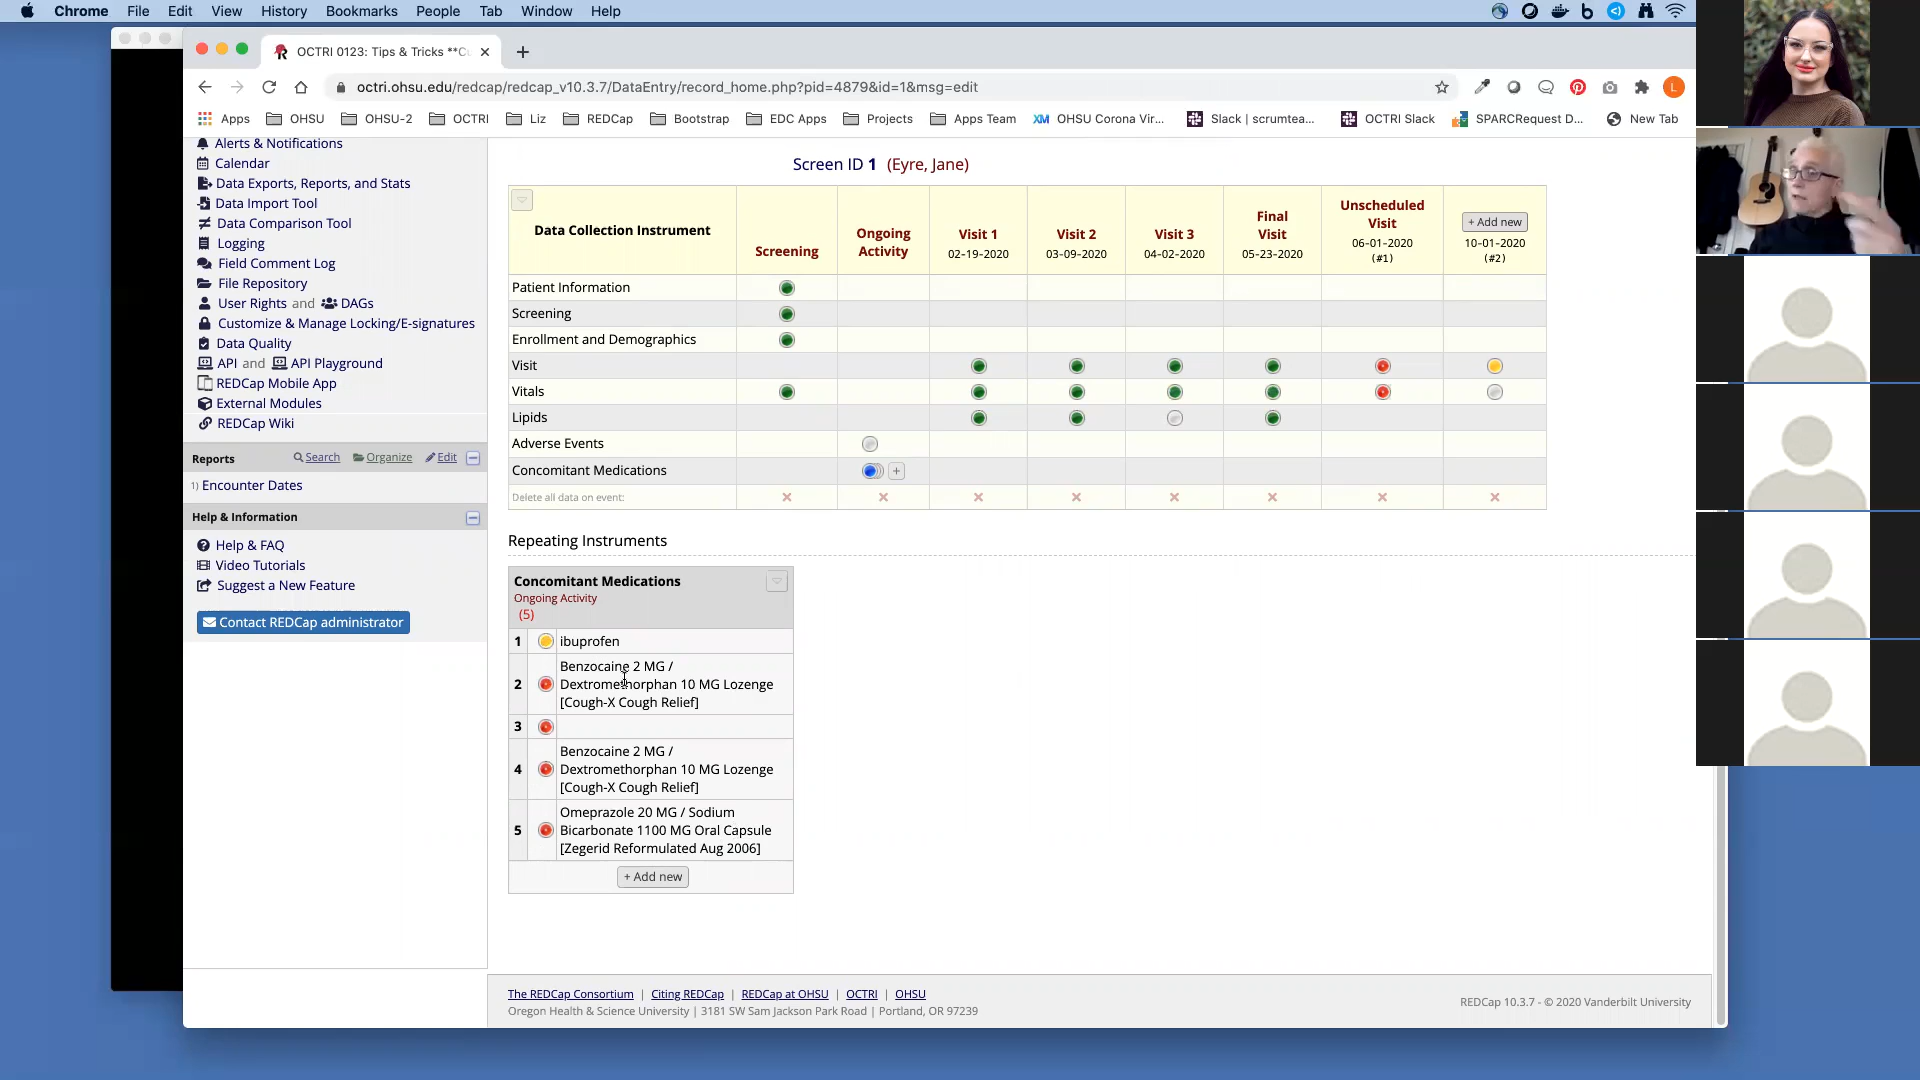 Chrome File Edit View History Bookmarks People Tab Window Help
OCTRI 0123: Tips & Tricks **C
octri.ohsu.edu/redcap/redcap_v10.3.7/DataEntry/record_home.php?pid=4879&id=1&msg=edit
L
Apps OHSU OHSU-2 OCTRI Liz REDCap Bootstrap EDC Apps Projects Apps Team OHSU Corona Vir... Slack | scrumtea... OCTRI Slack SPARCRequest D... New Tab
Alerts & Notifications
Calendar
Data Exports, Reports, and Stats
Data Import Tool
Data Comparison Tool
Logging
Field Comment Log
File Repository
User Rights and DAGs
Customize & Manage Locking/E-signatures
Data Quality
API and API Playground
REDCap Mobile App
External Modules
REDCap Wiki
Reports Search Organize Edit
1) Encounter Dates
Help & Information
Help & FAQ
Video Tutorials
Suggest a New Feature
Contact REDCap administrator
Screen ID 1 (Eyre, Jane)
Data Collection Instrument
Screening
Ongoing
Activity
Visit 1
02-19-2020
Visit 2
03-09-2020
Visit 3
04-02-2020
Final
Visit
05-23-2020
Unscheduled
Visit
06-01-2020
(#1)
+ Add new
10-01-2020
(#2)
Patient Information
Screening
Enrollment and Demographics
Visit
Vitals
Lipids
Adverse Events
Concomitant Medications +
Delete all data on event:
Repeating Instruments
Concomitant Medications
Ongoing Activity
(5)
1 ibuprofen
2 Benzocaine 2 MG /
Dextromethorphan 10 MG Lozenge
[Cough-X Cough Relief]
3
4 Benzocaine 2 MG /
Dextromethorphan 10 MG Lozenge
[Cough-X Cough Relief]
5 Omeprazole 20 MG / Sodium
Bicarbonate 1100 MG Oral Capsule
[Zegerid Reformulated Aug 2006]
+ Add new
The REDCap Consortium | Citing REDCap | REDCap at OHSU | OCTRI | OHSU
Oregon Health & Science University | 3181 SW Sam Jackson Park Road | Portland, OR 97239
REDCap 10.3.7 - © 2020 Vanderbilt University